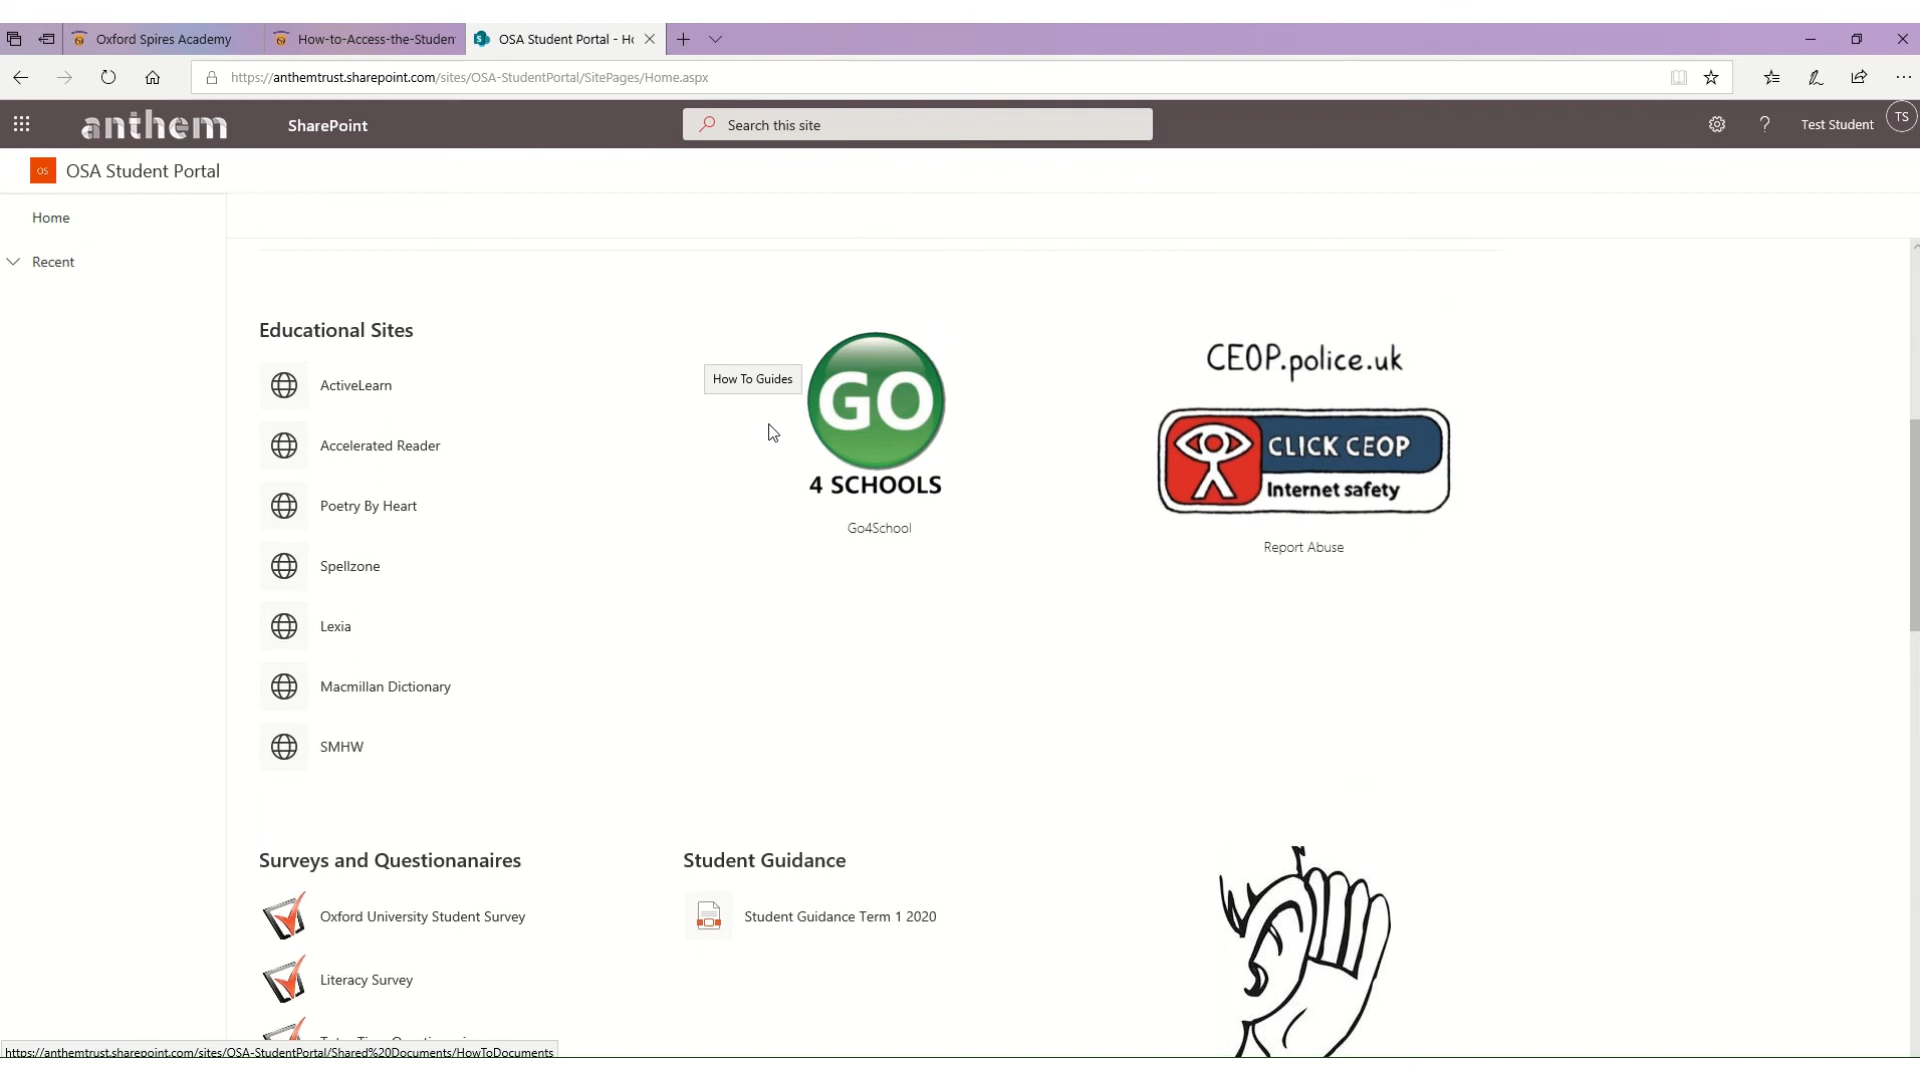 Oxford Spires Academy
How-to-Access-the-Studen
OSA Student Portal - Ho
https://anthemtrust.sharepoint.com/sites/OSA-StudentPortal/SitePages/Home.aspx
anthem
SharePoint
Search this site
?
Test Student
TS
OS
OSA Student Portal
Home
Recent
Educational Sites
ActiveLearn
Accelerated Reader
Poetry By Heart
Spellzone
Lexia
Macmillan Dictionary
SMHW
How To Guides
GO
4 SCHOOLS
Go4School
CEOP.police.uk
CLICK CEOP
Internet safety
Report Abuse
Surveys and Questionanaires
Oxford University Student Survey
Literacy Survey
Student Guidance
Student Guidance Term 1 2020
https://anthemtrust.sharepoint.com/sites/OSA-StudentPortal/Shared%20Documents/HowToDocuments